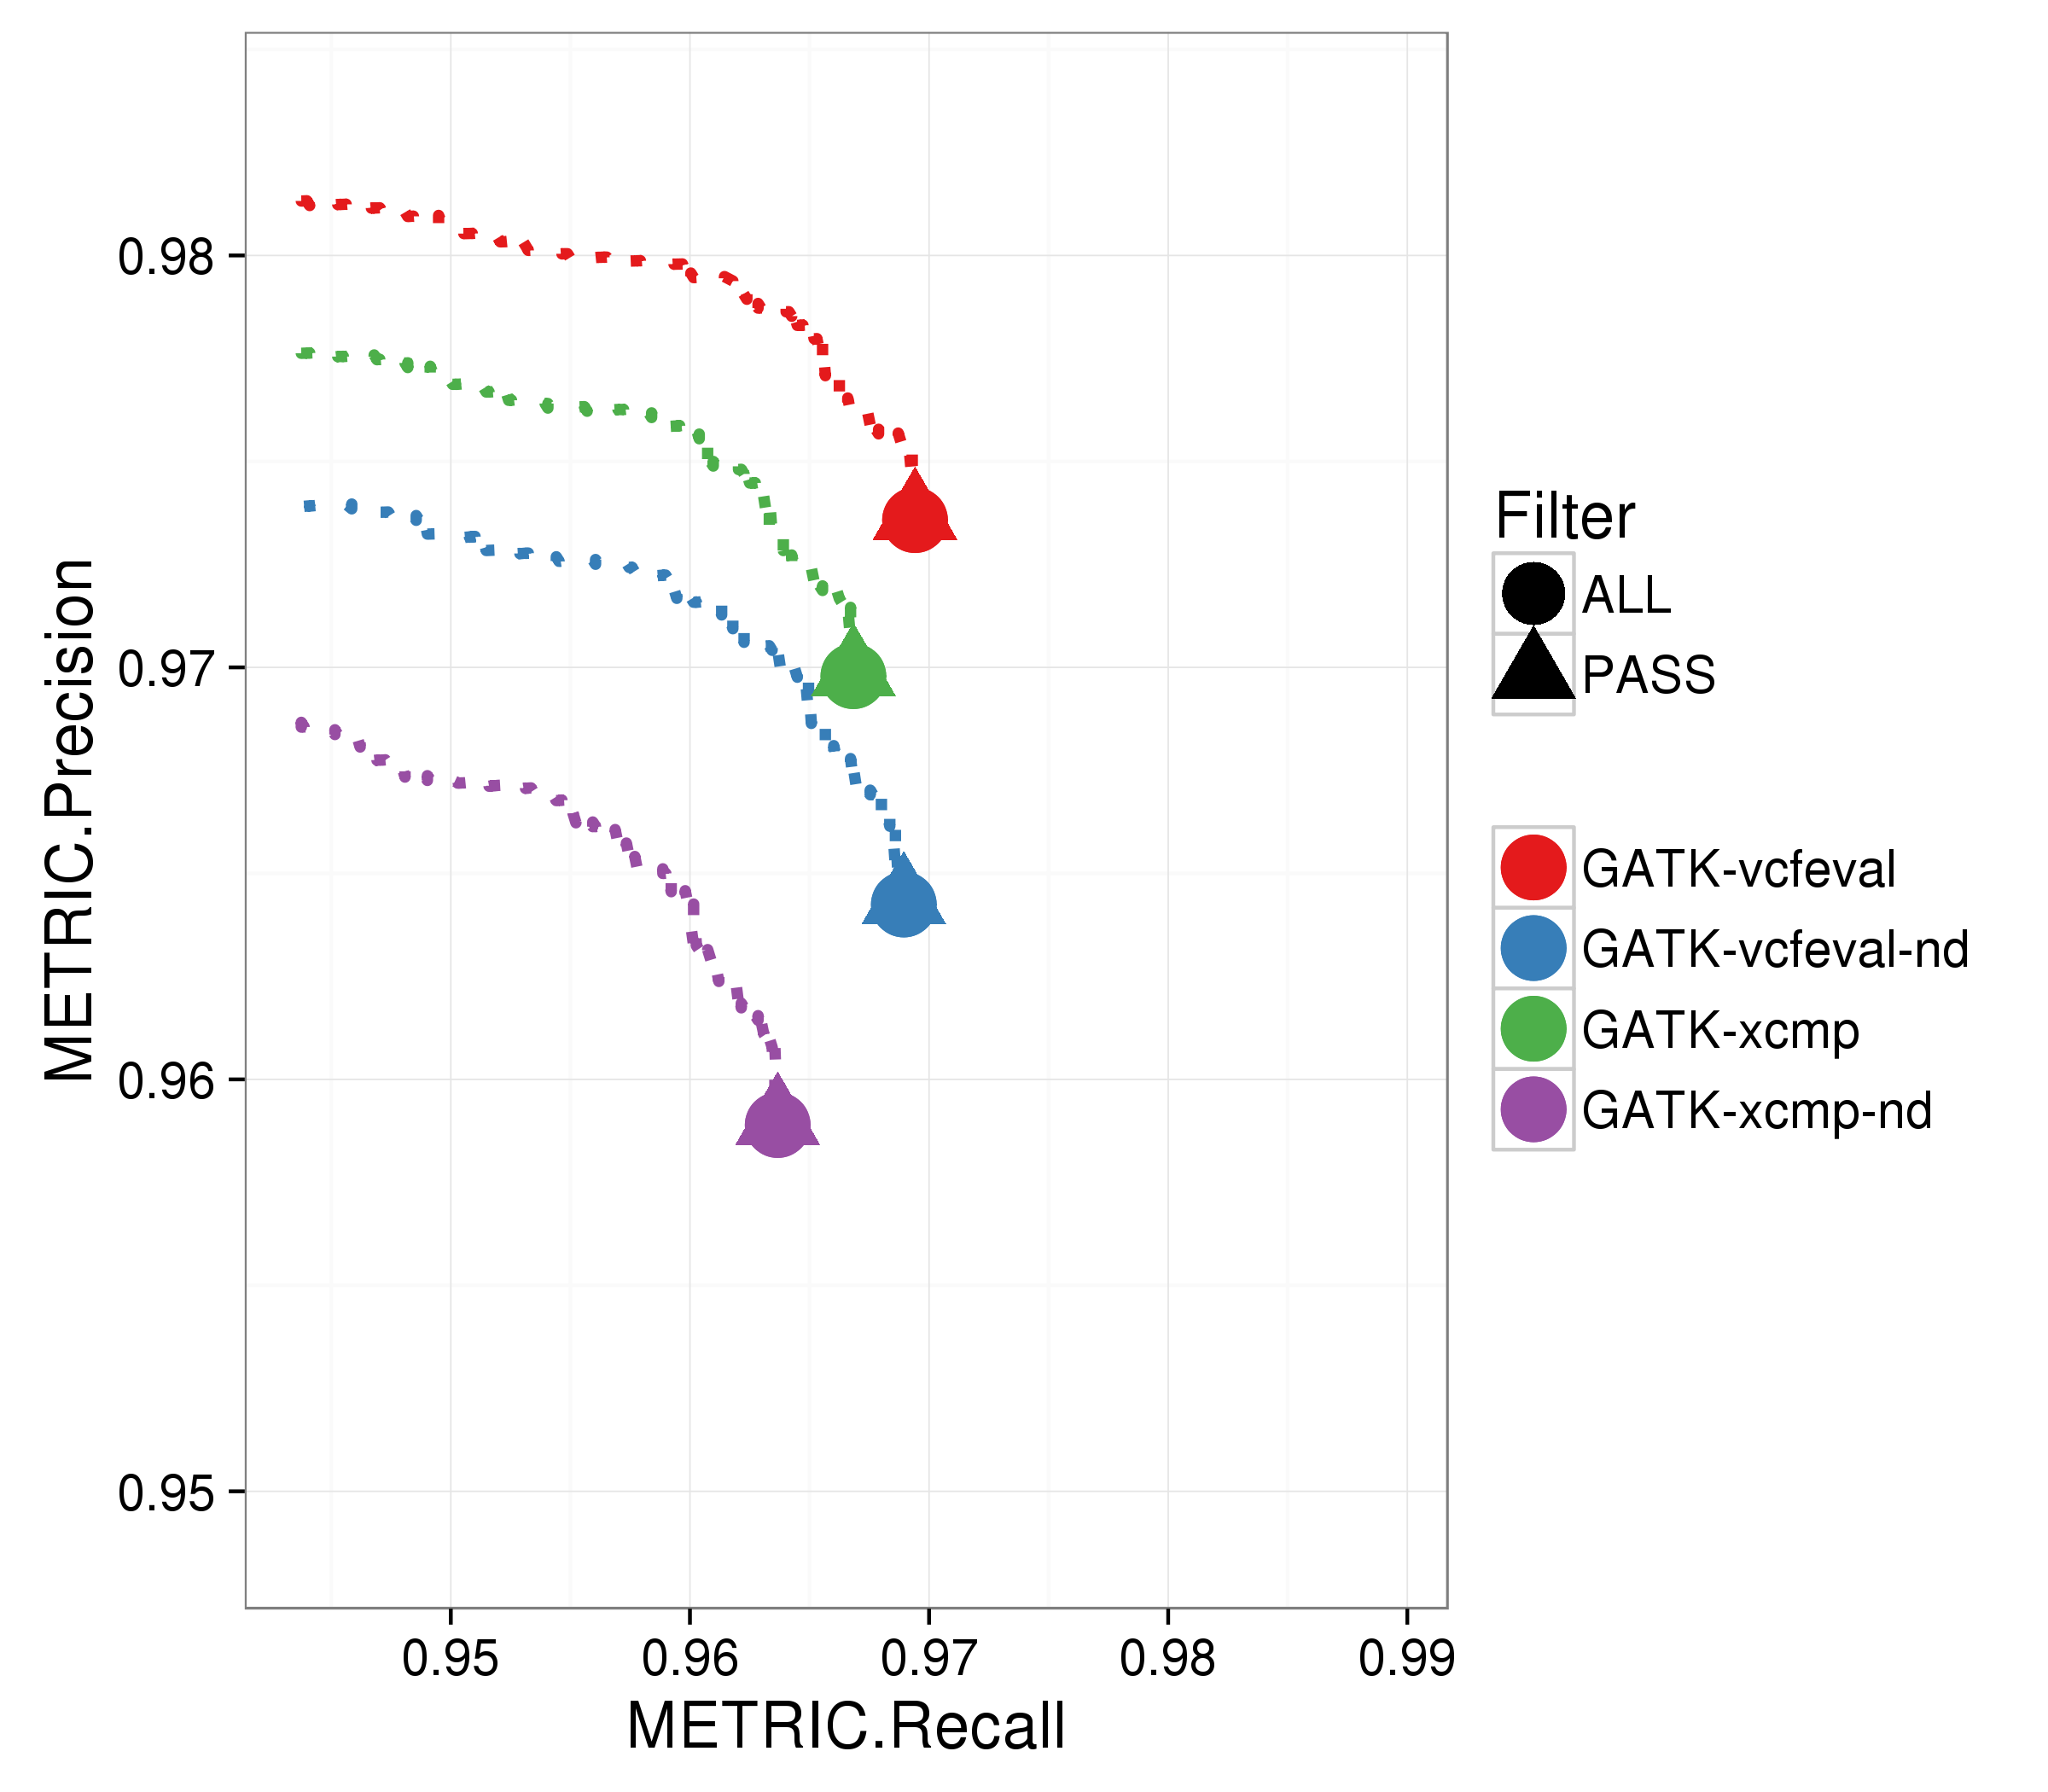 METRIC.Precision
0.98
0.97
0.96
0.95
0.95 0.96 0.97 0.98 0.99
METRIC.Recall
Filter
ALL
PASS
GATK-vcfeval
GATK-vcfeval-nd
GATK-xcmp
GATK-xcmp-nd